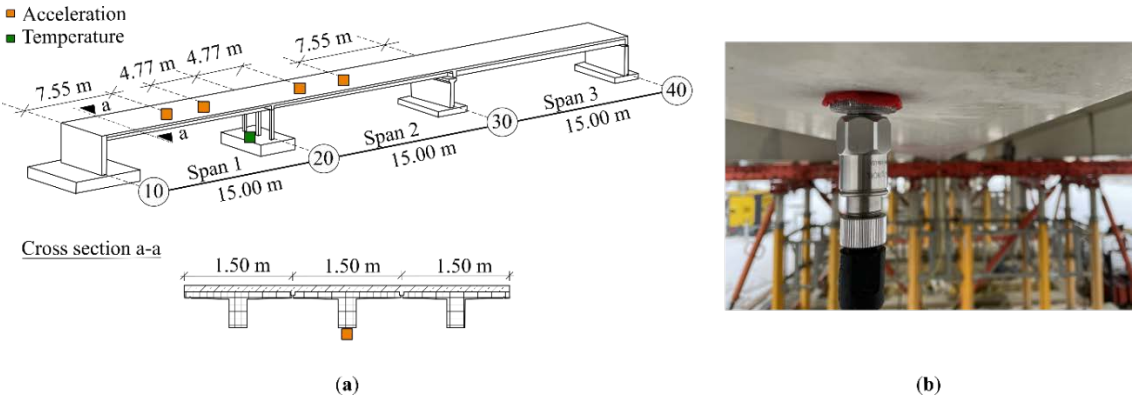 Acceleration
Temperature
7.55 m
4.77 m
4.77 m
7.55 m
a
a
10
Span 1
15.00 m
20
Span 2
15.00 m
30
Span 3
15.00 m
40
Cross section a-a
1.50 m
1.50 m
1.50 m
(a)
(b)